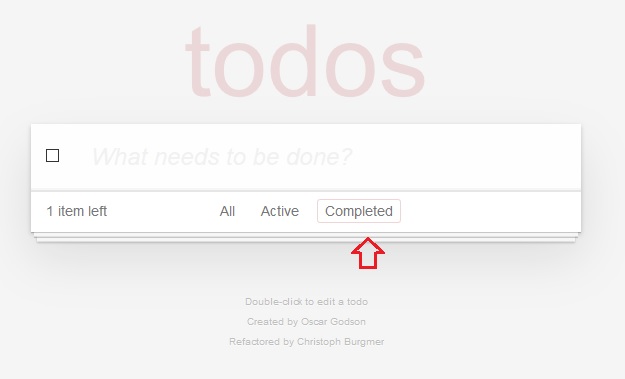 todos
What needs to be done?
1 item left All Active Completed
Double-click to edit a todo
Created by Oscar Godson
Refactored by Christoph Burgmer